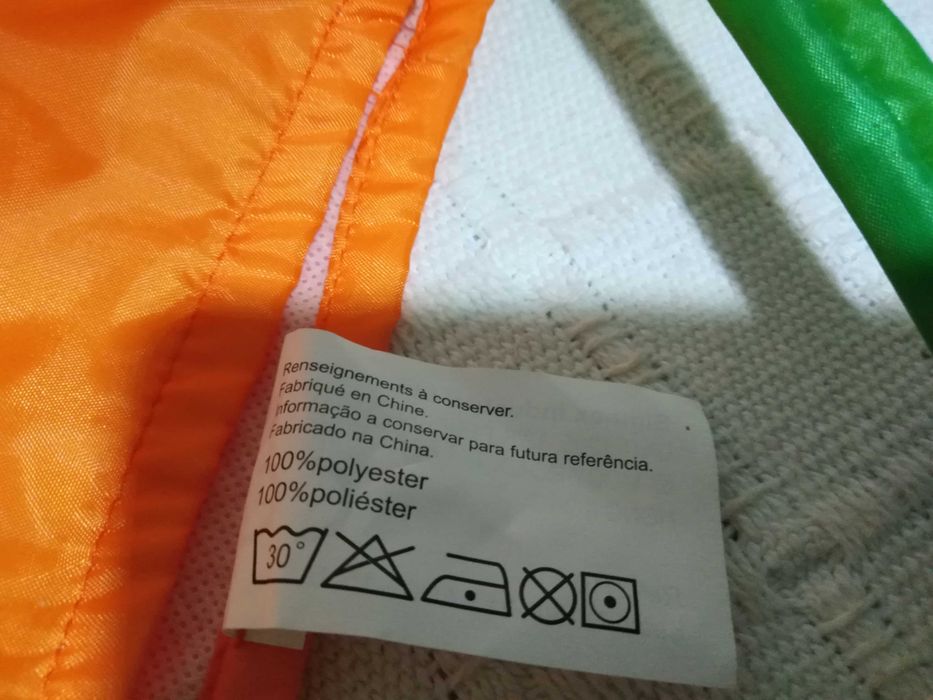 Renseignements à conserver.
Fabriqué en Chine.
Informação a conservar para futura referência.
Fabricado na China.
100%polyester
100%poliéster
30°